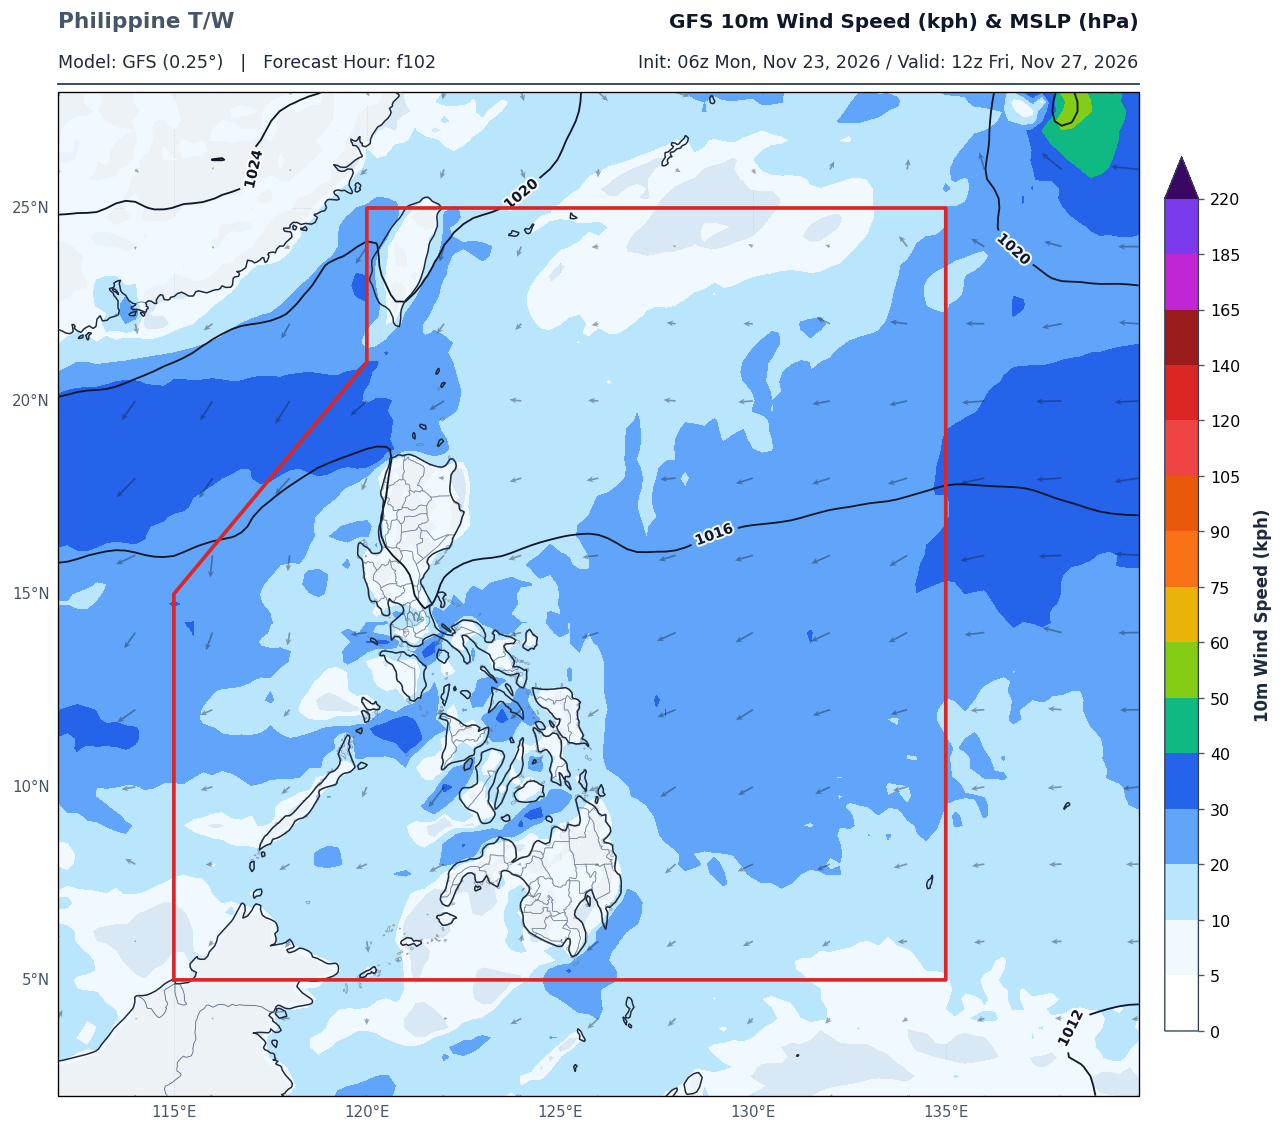 Philippine T/W
GFS 10m Wind Speed (kph) & MSLP (hPa)
Model: GFS (0.25°) | Forecast Hour: f102
Init: 06z Mon, Nov 23, 2026 / Valid: 12z Fri, Nov 27, 2026
1024
1020
1020
1016
1012
25°N
20°N
15°N
10°N
5°N
115°E
120°E
125°E
130°E
135°E
220
185
165
140
120
105
90
75
60
50
40
30
20
10
5
0
10m Wind Speed (kph)